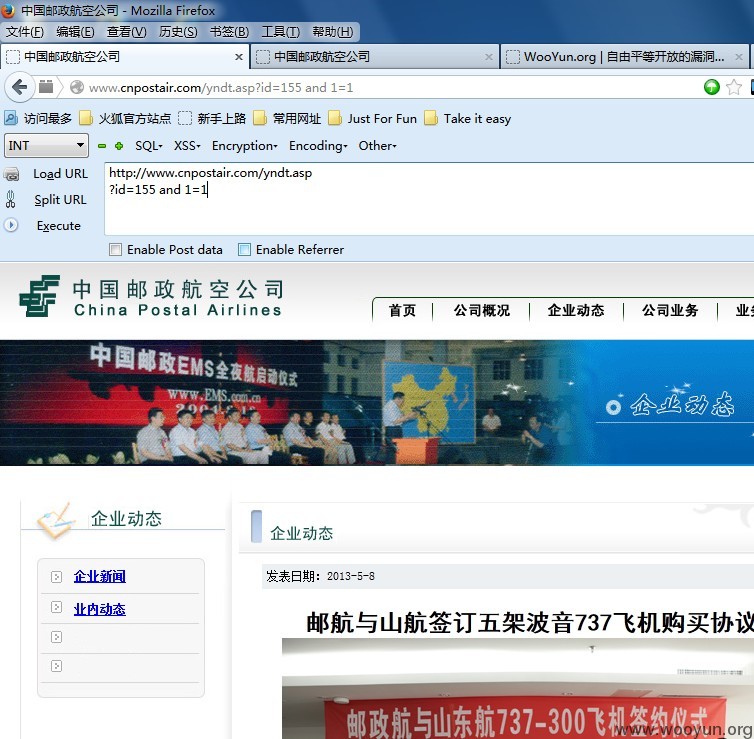 中国邮政航空公司 - Mozilla Firefox
文件(F) 编辑(E) 查看(V) 历史(S) 书签(B) 工具(T) 帮助(H)
中国邮政航空公司 × 中国邮政航空公司 × WooYun.org | 自由平等开放的漏洞... ×
www.cnpostair.com/yndt.asp?id=155 and 1=1
访问最多 火狐官方站点 新手上路 常用网址 Just For Fun Take it easy
INT SQL- XSS- Encryption- Encoding- Other-
Load URL
Split URL
Execute
http://www.cnpostair.com/yndt.asp
?id=155 and 1=1
Enable Post data Enable Referrer
中国邮政航空公司
China Postal Airlines
首页 公司概况 企业动态 公司业务 业
中国邮政EMS全夜航启动仪式
www.EMS.com.cn
企业动态
企业动态
企业新闻
业内动态
企业动态
发表日期：2013-5-8
邮航与山航签订五架波音737飞机购买协议
邮政航与山东航737-300飞机签约仪式
www.wooyun.org